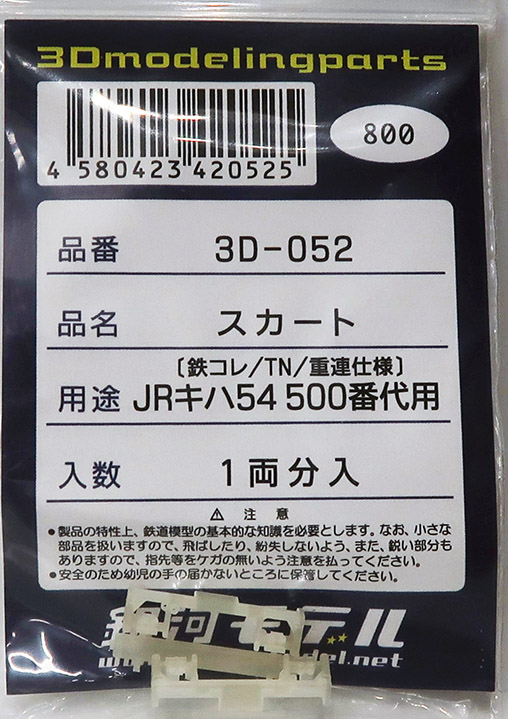 3Dmodelingparts
4 580423 420525
800
品番 3D-052
品名 スカート
〔鉄コレ/TN/重連仕様〕
用途 JRキハ54 500番代用
入数 1両分入
⚠ 注意
●製品の特性上、鉄道模型の基本的な知識を必要とします。なお、小さな
部品を扱いますので、飛ばしたり、紛失しないよう、また、鋭い部分も
ありますので、指先等をケガの無いよう注意を払ってください。
●安全のため幼児の手の届かないところに保管してください。
銀河モデル